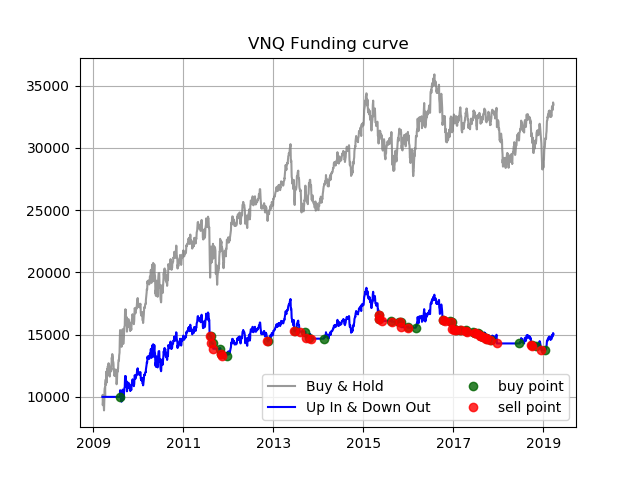 VNQ Funding curve
35000
30000
25000
20000
15000
10000
2009
2011
2013
2015
2017
2019
Buy & Hold
Up In & Down Out
buy point
sell point